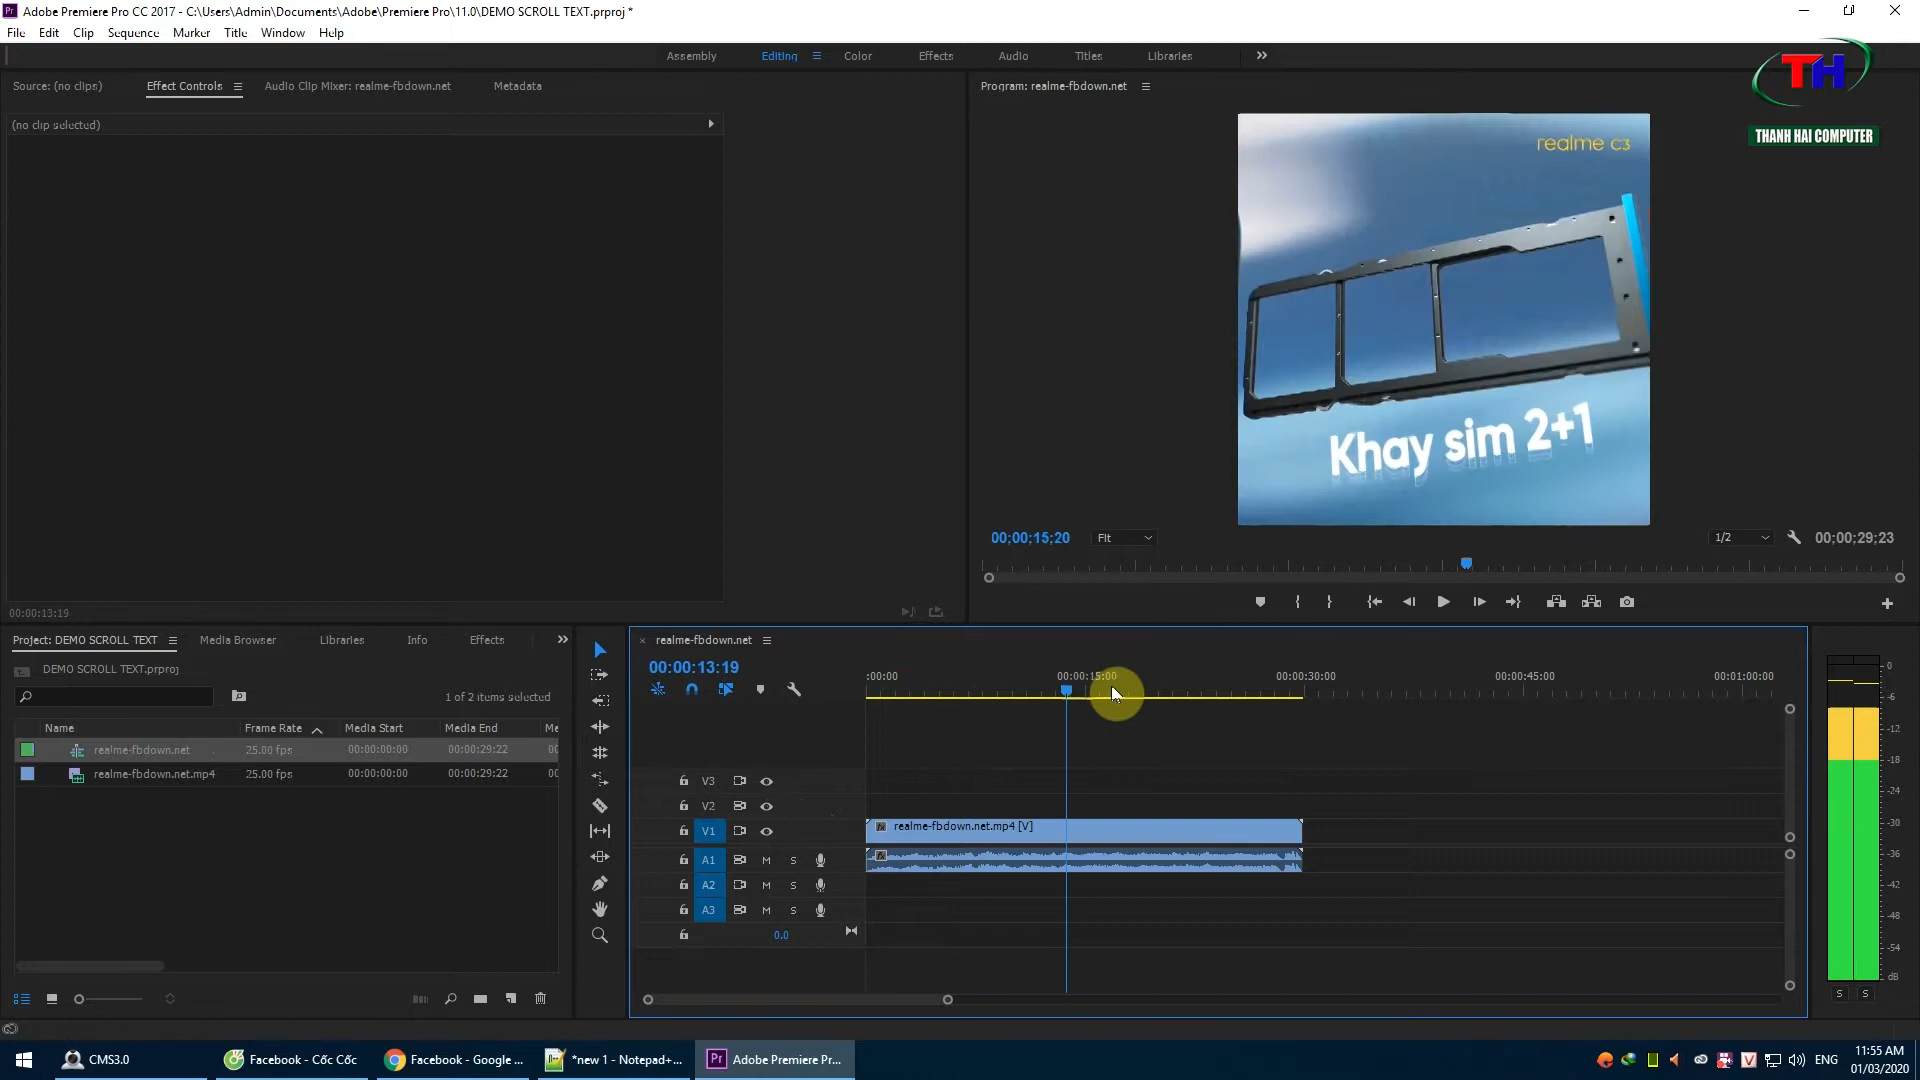 Adobe Premiere Pro CC 2017 - C:\Users\Admin\Documents\Adobe\Premiere Pro\11.0\DEMO SCROLL TEXT.prproj *
File Edit Clip Sequence Marker Title Window Help
Assembly Editing Color Effects Audio Titles Libraries
TH
THANH HAI COMPUTER
Source: (no clips) Effect Controls Audio Clip Mixer: realme-fbdown.net Metadata
Program: realme-fbdown.net
(no clip selected)
realme C3
Khay sim 2+1
00;00;15;20 Fit 1/2 00;00;29;23
00:00:13:19
Project: DEMO SCROLL TEXT Media Browser Libraries Info Effects
DEMO SCROLL TEXT.prproj
1 of 2 items selected
Name Frame Rate Media Start Media End Me
realme-fbdown.net 25.00 fps 00:00:00:00 00:00:29:22 00
realme-fbdown.net.mp4 25.00 fps 00:00:00:00 00:00:29:22 00
realme-fbdown.net
00:00:13:19
:00:00 00:00:15:00 00:00:30:00 00:00:45:00 00:01:00:00
V3
V2
V1 realme-fbdown.net.mp4 [V]
A1 M S
A2 M S
A3 M S
0.0
0
-6
-12
-18
-24
-30
-36
-42
-48
-54
dB
S S
CMS3.0 Facebook - Cốc Cốc Facebook - Google ... *new 1 - Notepad+... Adobe Premiere Pr...
ENG 11:55 AM
01/03/2020